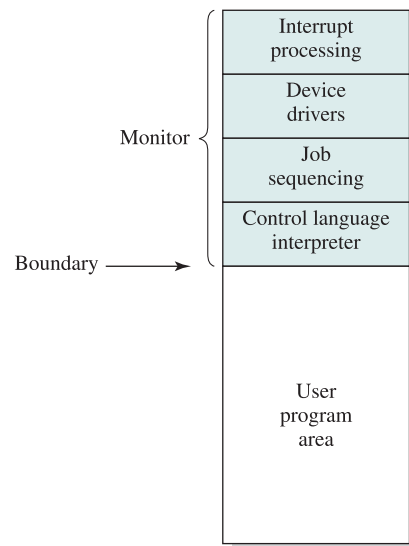 Interrupt
processing
Device
drivers
Monitor
Job
sequencing
Control language
interpreter
Boundary
User
program
area